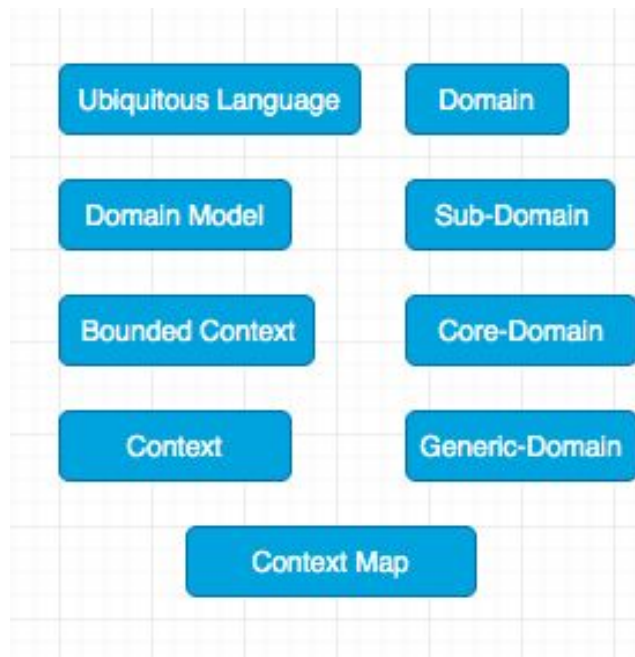 Ubiquitous Language
Domain
Domain Model
Sub-Domain
Bounded Context
Core-Domain
Context
Generic-Domain
Context Map